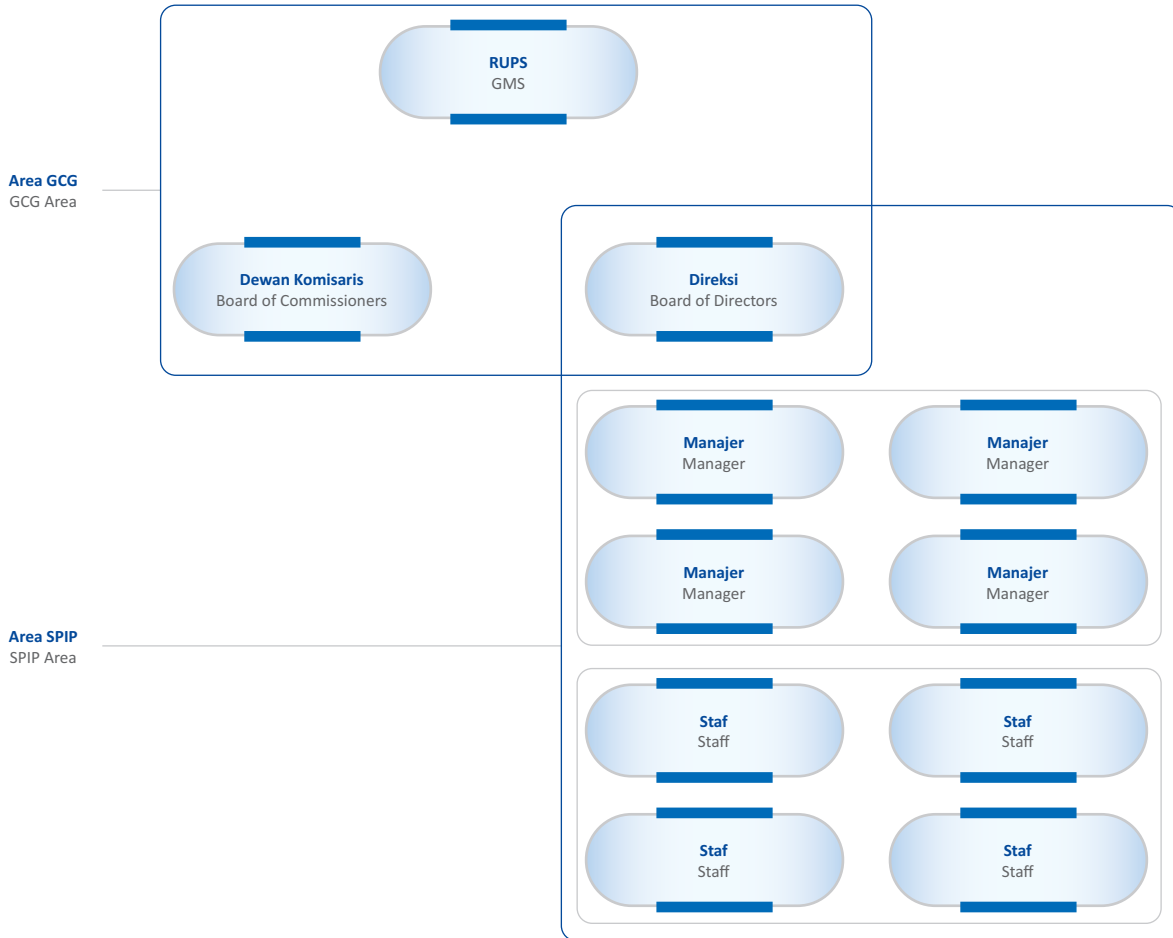 RUPS
GMS
Area GCG
GCG Area
Dewan Komisaris
Board of Commissioners
Direksi
Board of Directors
Manajer
Manager
Manajer
Manager
Manajer
Manager
Manajer
Manager
Area SPIP
SPIP Area
Staf
Staff
Staf
Staff
Staf
Staff
Staf
Staff